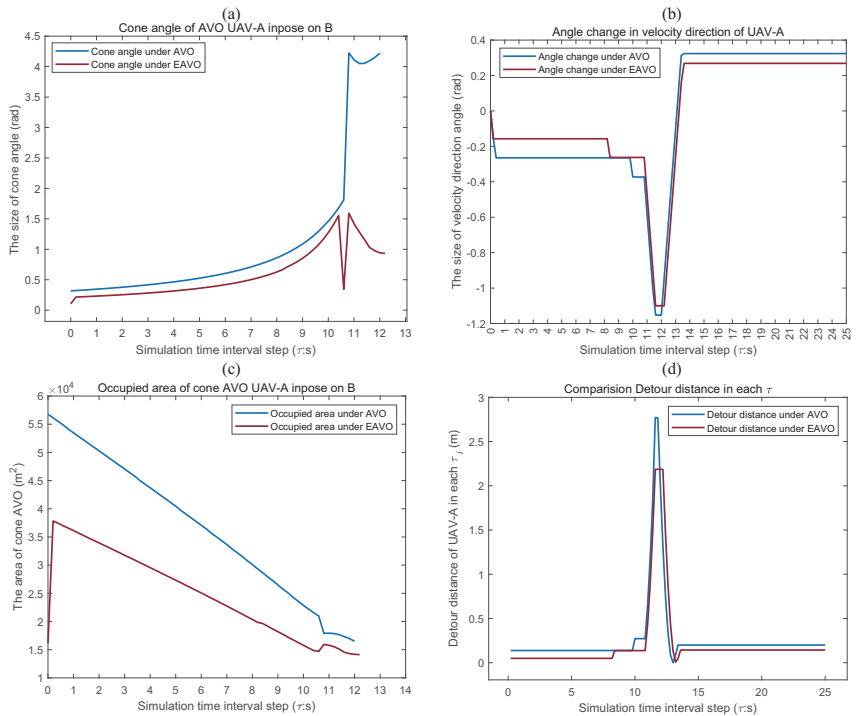 (a)
Cone angle of AVO UAV-A inpose on B
Cone angle under AVO
Cone angle under EAVO
The size of cone angle (rad)
4.5
4
3.5
3
2.5
2
1.5
1
0.5
0
0 1 2 3 4 5 6 7 8 9 10 11 12 13
Simulation time interval step (τ:s)
(b)
Angle change in velocity direction of UAV-A
Angle change under AVO
Angle change under EAVO
The size of velocity direction angle (rad)
0.4
0.2
0
-0.2
-0.4
-0.6
-0.8
-1
-1.2
0 1 2 3 4 5 6 7 8 9 10 11 12 13 14 15 16 17 18 19 20 21 22 23 24 25
Simulation time interval step (τ:s)
(c)
Occupied area of cone AVO UAV-A inpose on B
×10⁴
Occupied area under AVO
Occupied area under EAVO
The area of cone AVO (m²)
6
5.5
5
4.5
4
3.5
3
2.5
2
1.5
1
0 1 2 3 4 5 6 7 8 9 10 11 12 13 14
Simulation time interval step (τ:s)
(d)
Comparision Detour distance in each τ
Detour distance under AVO
Detour distance under EAVO
Detour distance of UAV-A in each τᵢ (m)
3
2.5
2
1.5
1
0.5
0
0 5 10 15 20 25
Simulation time interval step (τ:s)